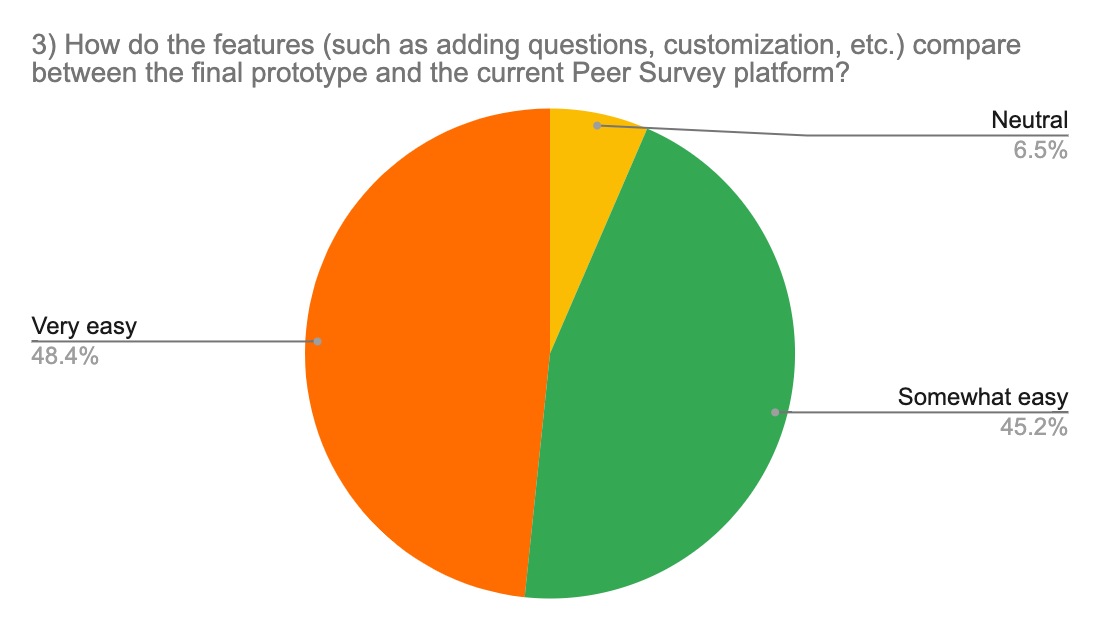 3) How do the features (such as adding questions, customization, etc.) compare
between the final prototype and the current Peer Survey platform?
Neutral
6.5%
Very easy
48.4%
Somewhat easy
45.2%